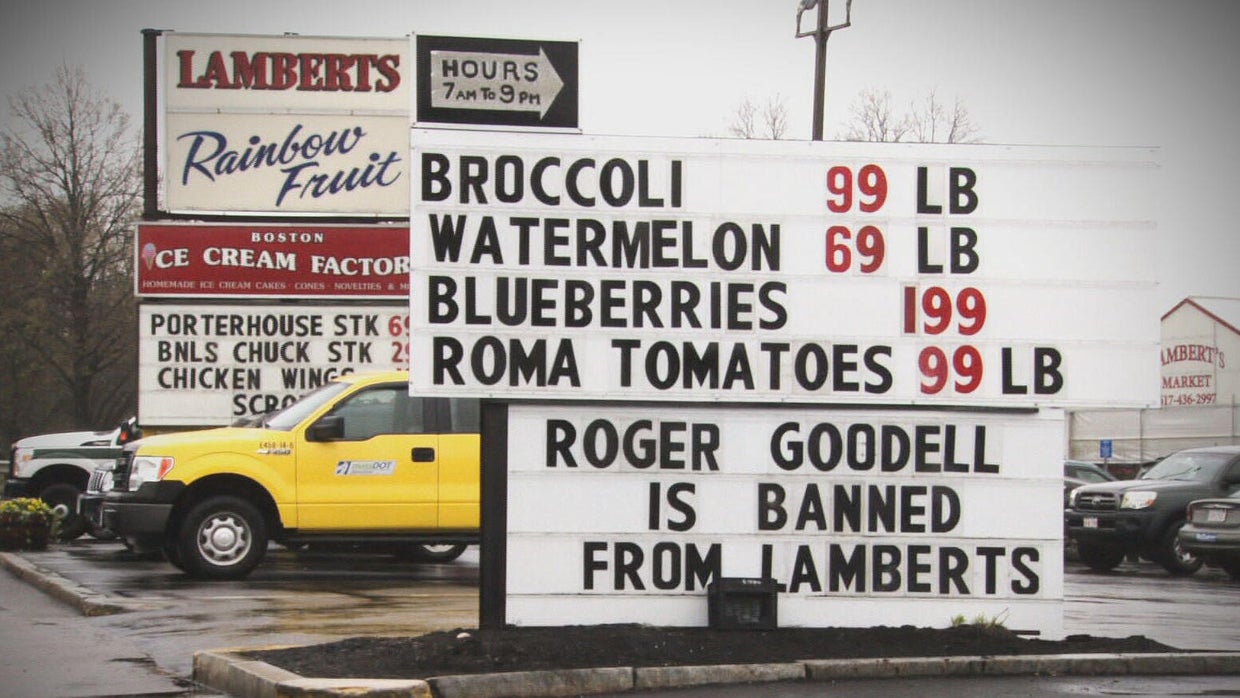 LAMBERTS
Rainbow
Fruit
HOURS
7AM TO 9PM
BOSTON
ICE CREAM FACTOR
HOMEMADE ICE CREAM CAKES · CONES · NOVELTIES &
PORTERHOUSE STK
BNLS CHUCK STK
CHICKEN WINGS
BROCCOLI 99 LB
WATERMELON 69 LB
BLUEBERRIES 199
ROMA TOMATOES 99 LB
ROGER GOODELL
IS BANNED
FROM LAMBERTS
massDOT
AMBERT'S
MARKET
617-436-2997